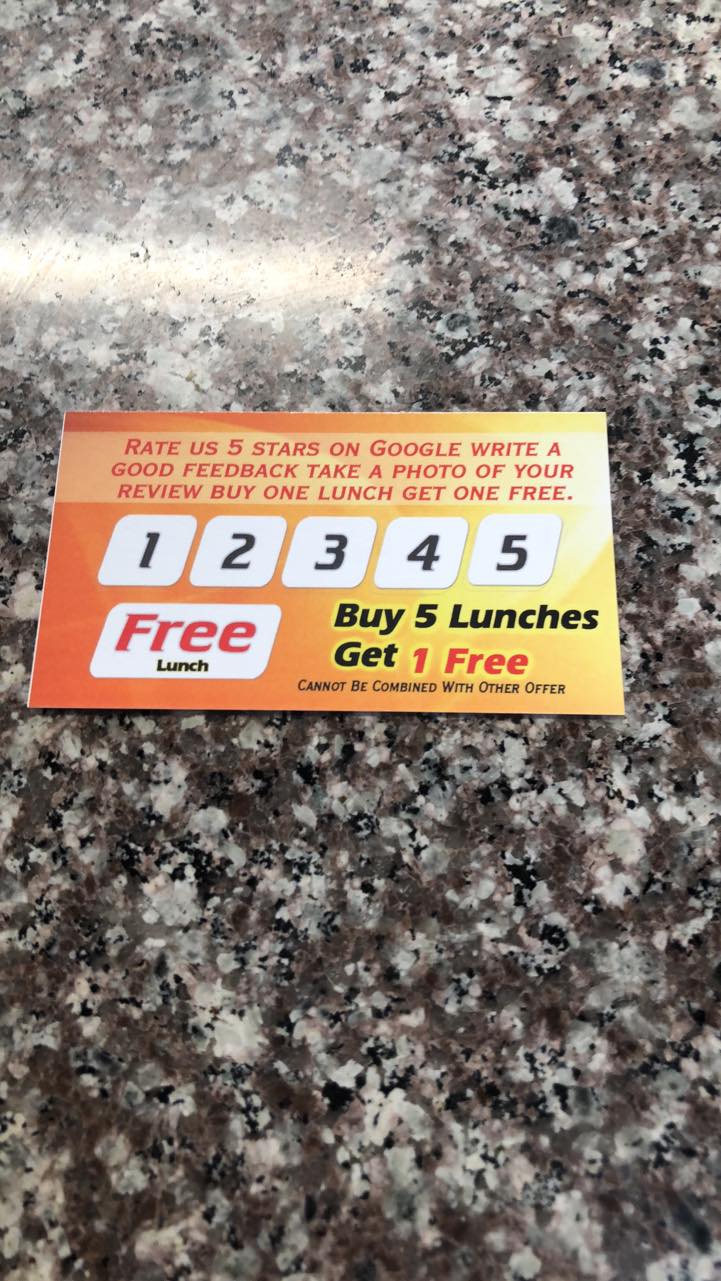 RATE US 5 STARS ON GOOGLE WRITE A
GOOD FEEDBACK TAKE A PHOTO OF YOUR
REVIEW BUY ONE LUNCH GET ONE FREE.
1 2 3 4 5
Free
Lunch
Buy 5 Lunches
Get 1 Free
CANNOT BE COMBINED WITH OTHER OFFER